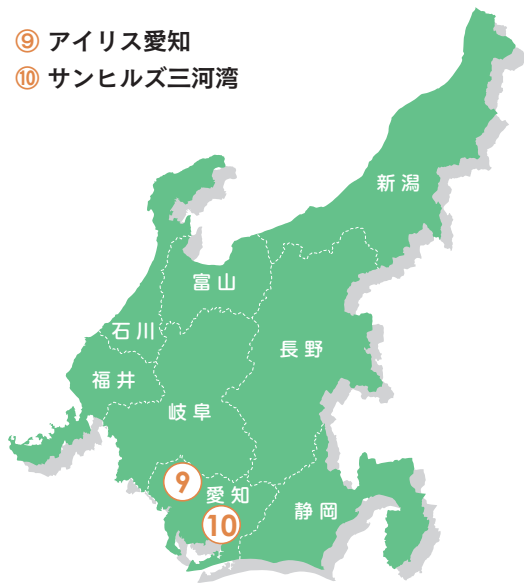 ⑨ アイリス愛知
⑩ サンヒルズ三河湾
新潟
富山
石川
長野
福井
岐阜
⑨
愛知
⑩
静岡